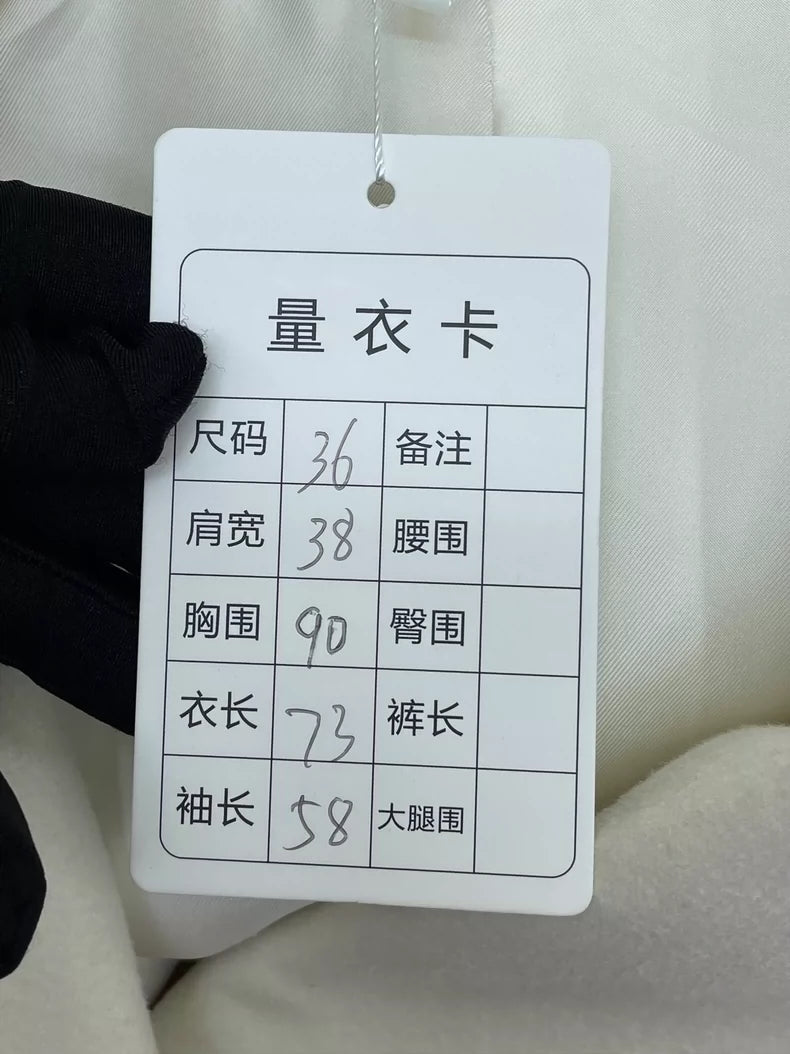 量衣卡
尺码 36 备注
肩宽 38 腰围
胸围 90 臀围
衣长 73 裤长
袖长 58 大腿围